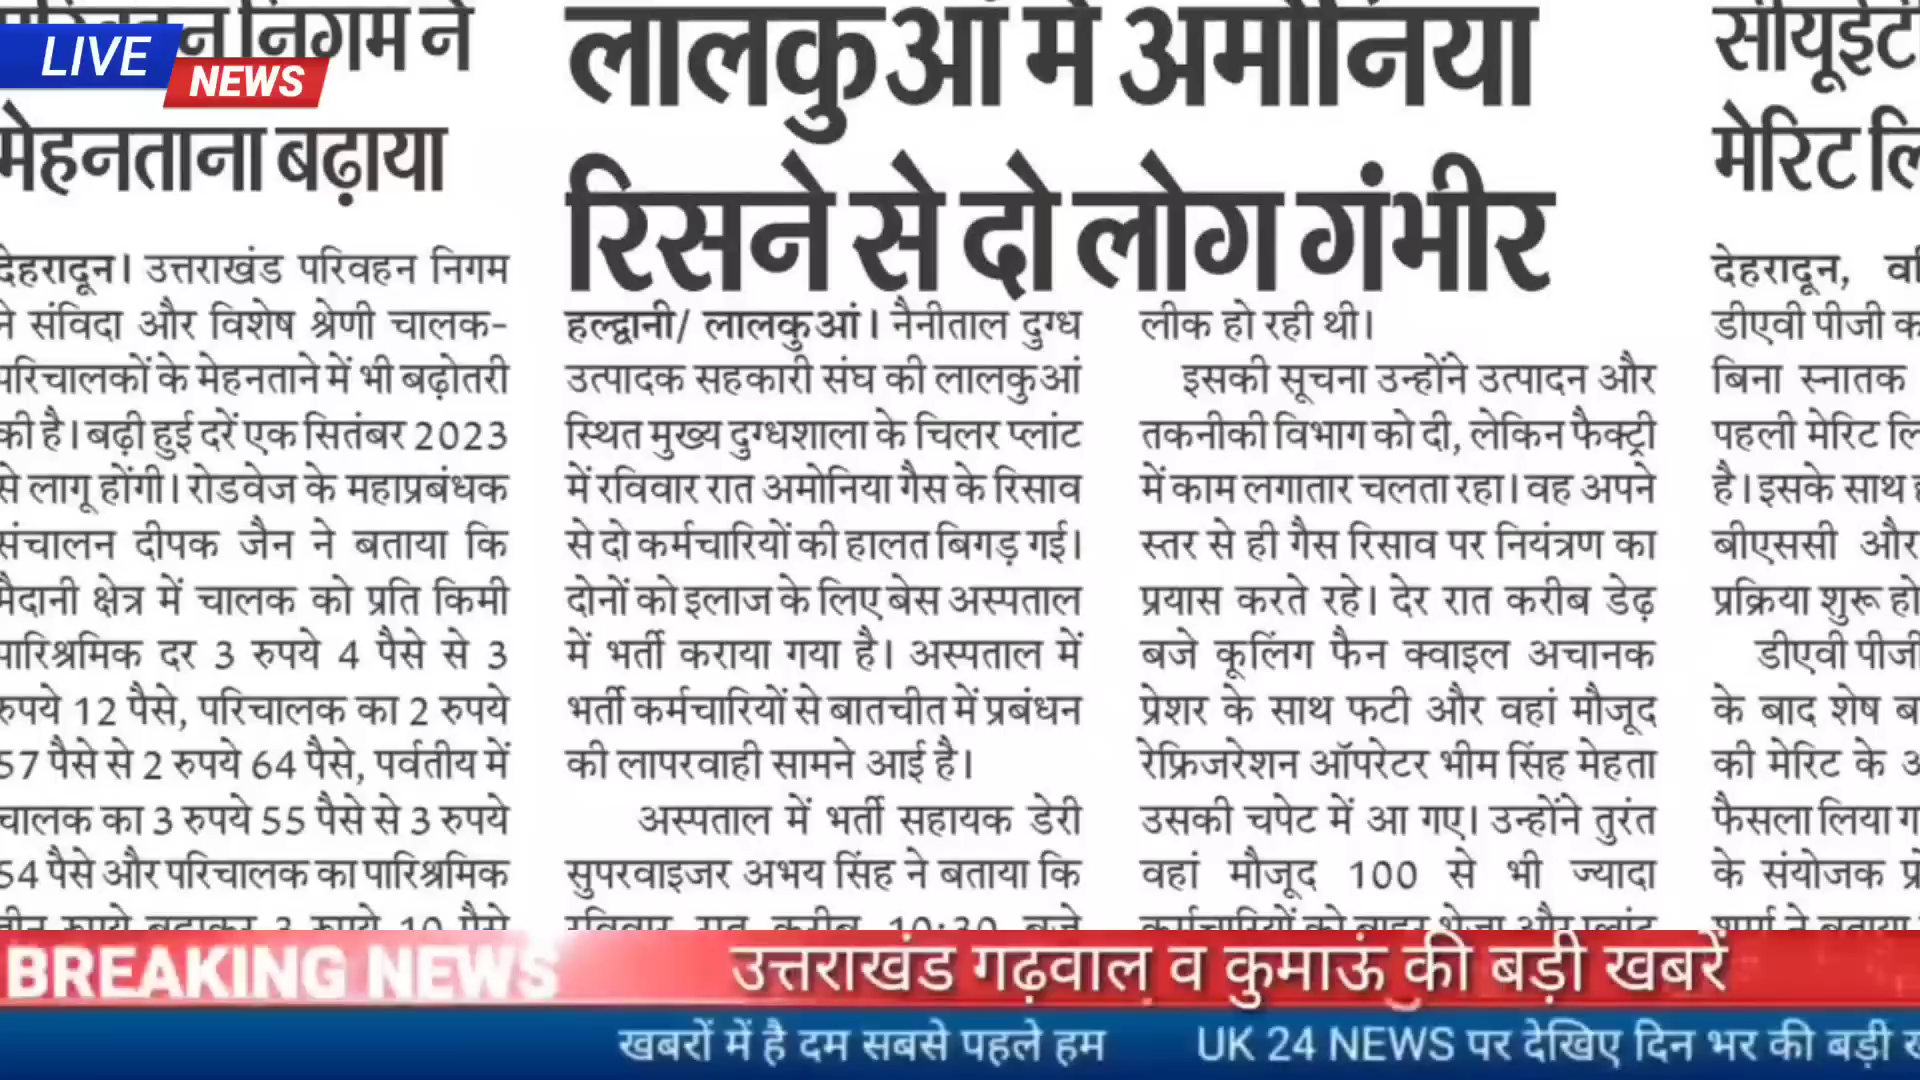 LIVE
NEWS
निगम ने
मेहनताना बढ़ाया
देहरादून। उत्तराखंड परिवहन निगम
ने संविदा और विशेष श्रेणी चालक-
परिचालकों के मेहनताने में भी बढ़ोतरी
की है। बढ़ी हुई दरें एक सितंबर 2023
से लागू होंगी। रोडवेज के महाप्रबंधक
संचालन दीपक जैन ने बताया कि
मैदानी क्षेत्र में चालक को प्रति किमी
पारिश्रमिक दर 3 रुपये 4 पैसे से 3
रुपये 12 पैसे, परिचालक का 2 रुपये
57 पैसे से 2 रुपये 64 पैसे, पर्वतीय में
चालक का 3 रुपये 55 पैसे से 3 रुपये
54 पैसे और परिचालक का पारिश्रमिक
लालकुआं में अमोनिया
रिसने से दो लोग गंभीर
हल्द्वानी/ लालकुआं। नैनीताल दुग्ध
उत्पादक सहकारी संघ की लालकुआं
स्थित मुख्य दुग्धशाला के चिलर प्लांट
में रविवार रात अमोनिया गैस के रिसाव
से दो कर्मचारियों की हालत बिगड़ गई।
दोनों को इलाज के लिए बेस अस्पताल
में भर्ती कराया गया है। अस्पताल में
भर्ती कर्मचारियों से बातचीत में प्रबंधन
की लापरवाही सामने आई है।
अस्पताल में भर्ती सहायक डेरी
सुपरवाइजर अभय सिंह ने बताया कि
रविवार रात करीब 10:30 बजे
लीक हो रही थी।
इसकी सूचना उन्होंने उत्पादन और
तकनीकी विभाग को दी, लेकिन फैक्ट्री
में काम लगातार चलता रहा। वह अपने
स्तर से ही गैस रिसाव पर नियंत्रण का
प्रयास करते रहे। देर रात करीब डेढ़
बजे कूलिंग फैन क्वाइल अचानक
प्रेशर के साथ फटी और वहां मौजूद
रेफ्रिजरेशन ऑपरेटर भीम सिंह मेहता
उसकी चपेट में आ गए। उन्होंने तुरंत
वहां मौजूद 100 से भी ज्यादा
कर्मचारियों को बाहर भेजा और प्लांट
मेरिट
देहरादून,
डीएवी पीजी
बिना स्नातक
पहली मेरिट
है। इसके साथ
बीएससी और
प्रक्रिया शुरू
डीएवी पीजी
के बाद शेष
की मेरिट के
फैसला लिया
के संयोजक
BREAKING NEWS
उत्तराखंड गढ़वाल व कुमाऊं की बड़ी खबरें
खबरों में है दम सबसे पहले हम UK 24 NEWS पर देखिए दिन भर की बड़ी